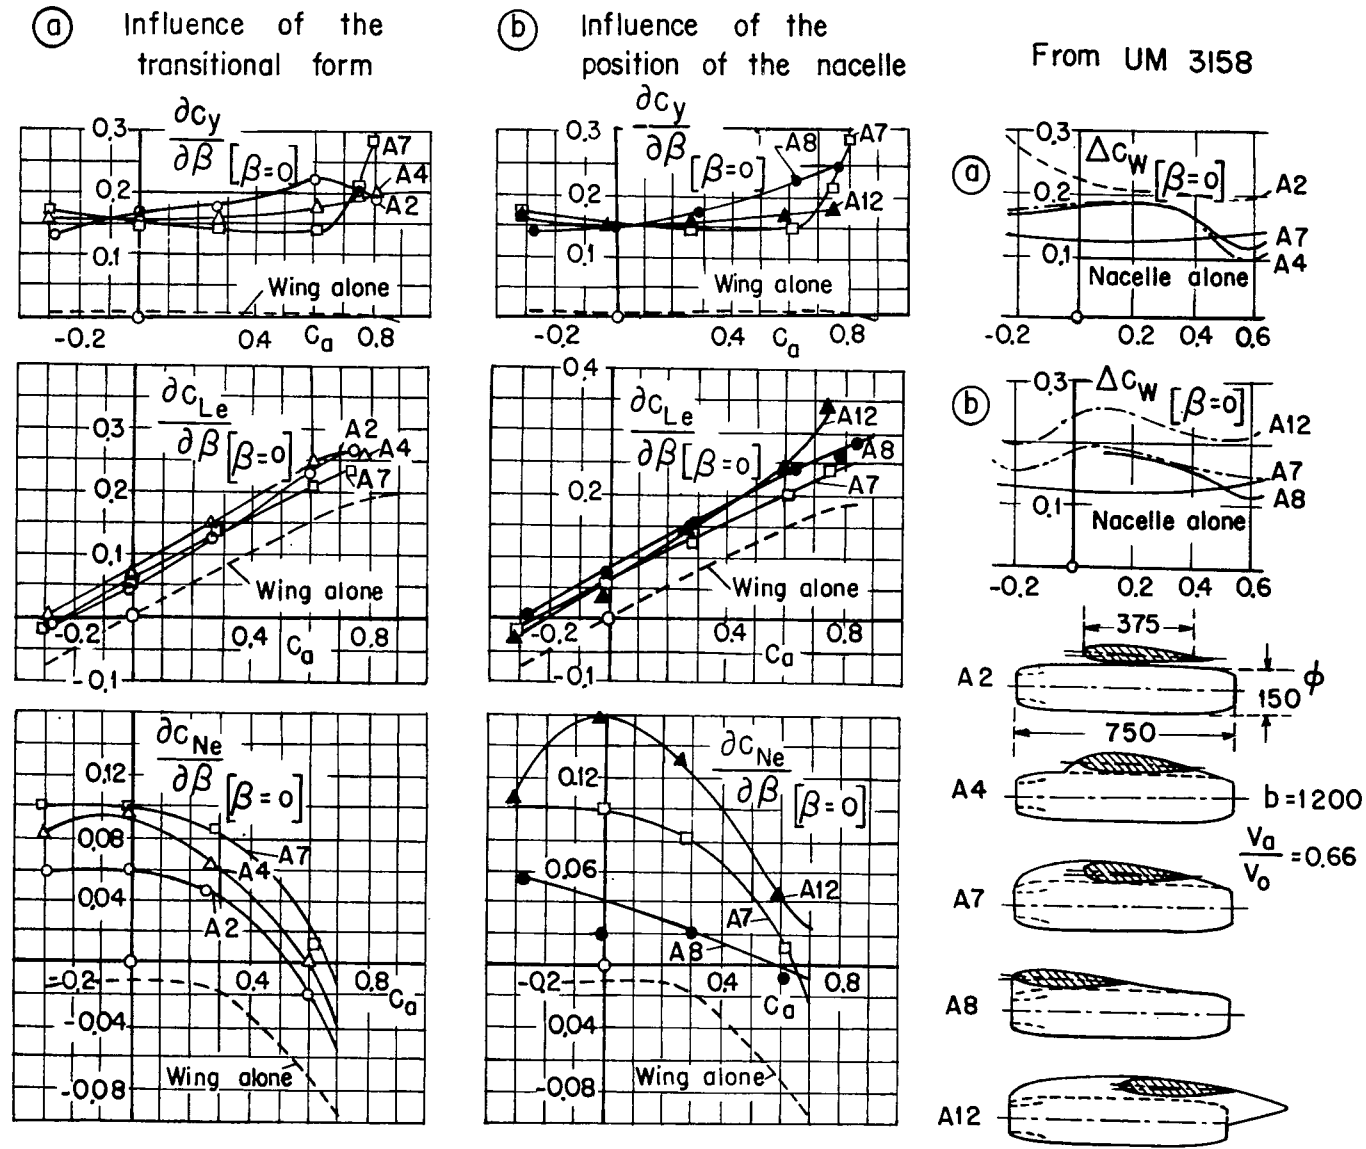 a Influence of the
transitional form
b Influence of the
position of the nacelle
From UM 3158
0,3 ∂Cy/∂β [β=0] A7
0,2 A4
A2
0,1
Wing alone
-0.2 0.4 Ca 0.8
0.3 ∂Cy/∂β [β=0] A8 A7
0.2 A12
0.1
Wing alone
-0.2 0.4 Ca 0.8
a 0,3 ΔCW [β=0]
0.2 A2
A7
0.1 A4
Nacelle alone
-0.2 0.2 0.4 0.6
∂CLe/∂β [β=0]
0,3 A2
A4
0.2 A7
0,1
Wing alone
-0.2 0.4 Ca 0.8
-0.1
0.4
∂CLe/∂β [β=0] A12
A8
0.2 A7
Wing alone
-0.2 0.4 Ca 0.8
-0.1
b 0.3 ΔCW [β=0]
A12
A7
0.1 A8
Nacelle alone
-0.2 0.2 0.4 0.6
∂CNe/∂β [β=0]
0.12
0,08 A7
A4
0,04
A2
-0.2 0.4 0.8
Ca
-0.04
Wing alone
-0,08
∂CNe/∂β [β=0]
0.12
0,06
A12
A7
A8
-0.2 0.4 Ca 0.8
-0,04
Wing alone
-0,08
375
A2 150 ϕ
750
A4 b=1200
Va/Vo =0.66
A7
A8
A12